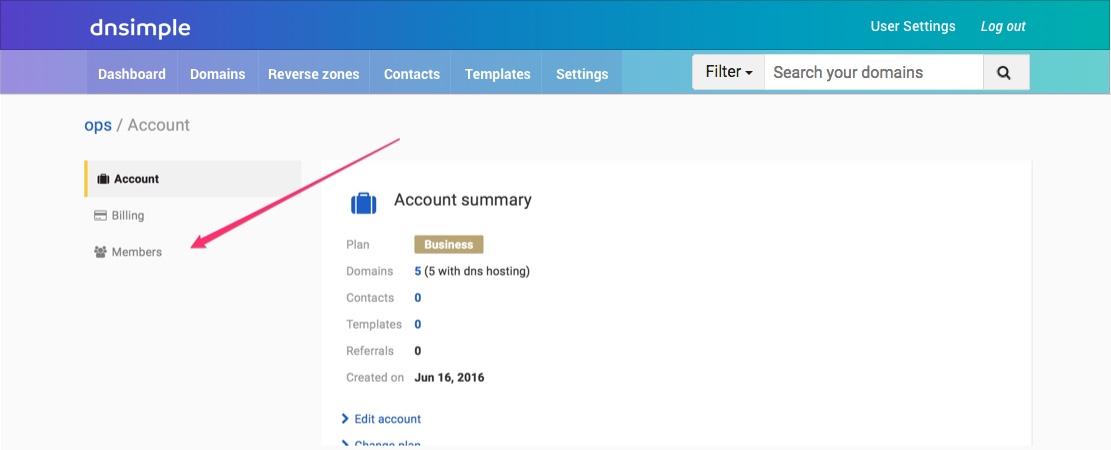 dnsimple
User Settings Log out
Dashboard Domains Reverse zones Contacts Templates Settings Filter Search your domains
ops / Account
Account
Billing
Members
Account summary
Plan Business
Domains 5 (5 with dns hosting)
Contacts 0
Templates 0
Referrals 0
Created on Jun 16, 2016
Edit account
Change plan